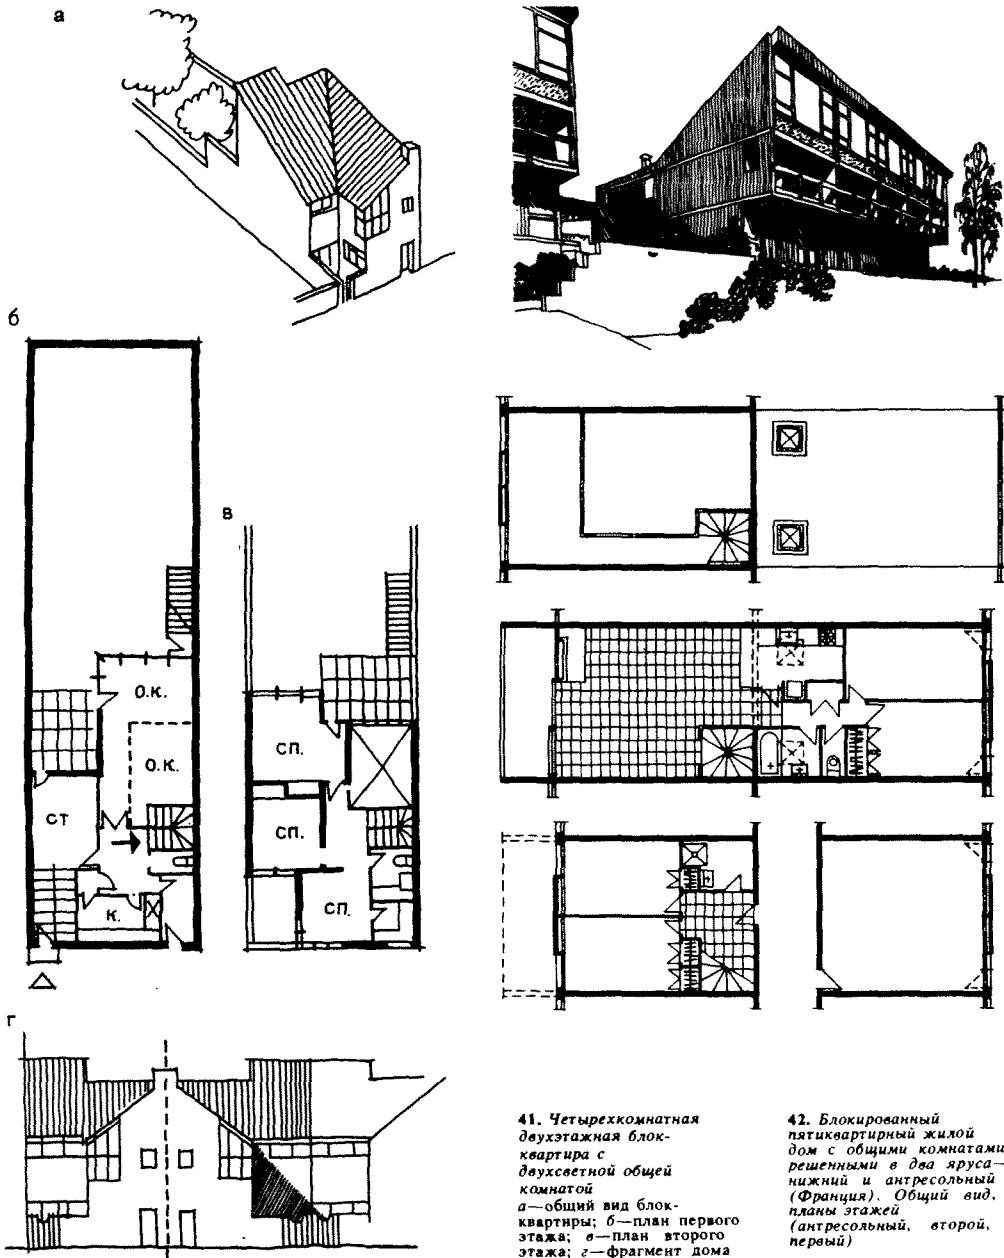 а
б
в
О.К.
О.К.
СТ
К.
СП.
СП.
СП.
г
41. Четырехкомнатная
двухэтажная блок-
квартира с
двухсветной общей
комнатой
а—общий вид блок-
квартиры; б—план первого
этажа; в—план второго
этажа; г—фрагмент дома
42. Блокированный
пятиквартирный жилой
дом с общими комнатами
решенными в два яруса—
нижний и антресольный
(Франция). Общий вид,
планы этажей
(антресольный, второй,
первый)